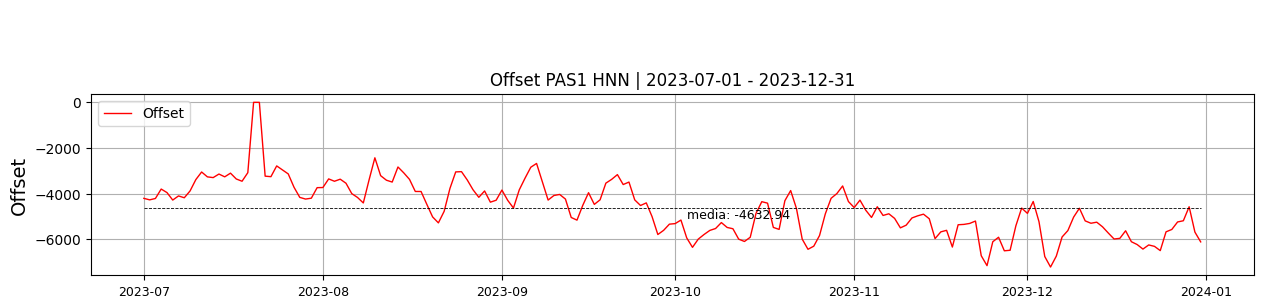 Offset PAS1 HNN | 2023-07-01 - 2023-12-31
Offset
0
−2000
−4000
−6000
Offset
media: -4632.94
2023-07
2023-08
2023-09
2023-10
2023-11
2023-12
2024-01